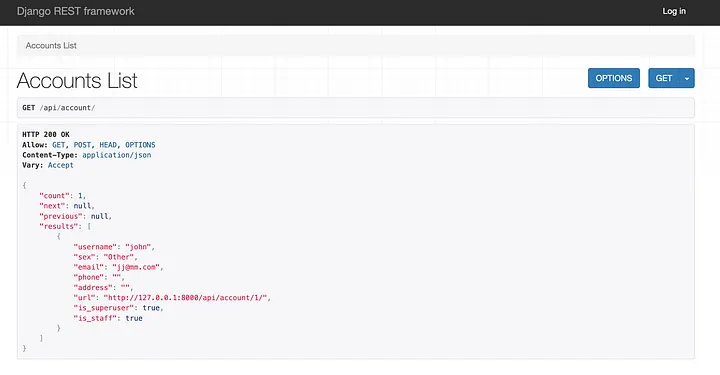 Django REST framework
Log in
Accounts List
Accounts List
OPTIONS
GET
GET /api/account/
HTTP 200 OK
Allow: GET, POST, HEAD, OPTIONS
Content-Type: application/json
Vary: Accept
{
    "count": 1,
    "next": null,
    "previous": null,
    "results": [
        {
            "username": "john",
            "sex": "Other",
            "email": "jj@mm.com",
            "phone": "",
            "address": "",
            "url": "http://127.0.0.1:8000/api/account/1/",
            "is_superuser": true,
            "is_staff": true
        }
    ]
}